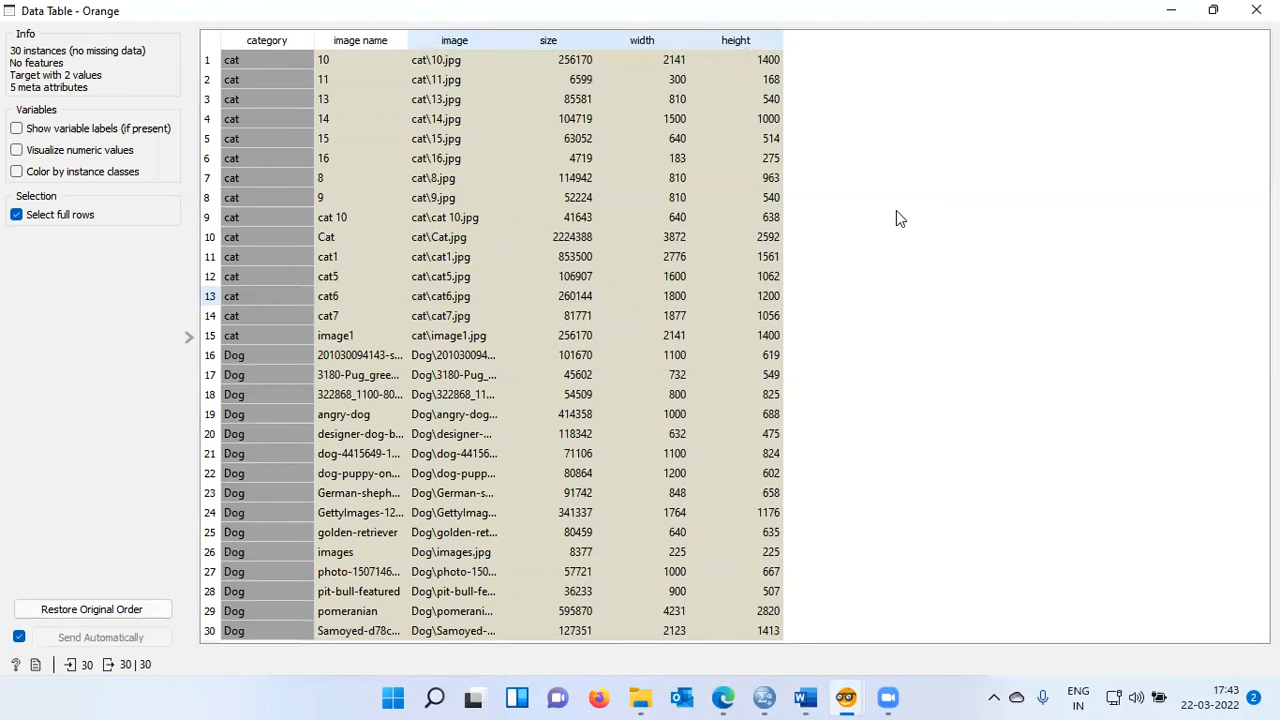 Data Table - Orange
Info
30 instances (no missing data)
No features
Target with 2 values
5 meta attributes
Variables
Show variable labels (if present)
Visualize numeric values
Color by instance classes
Selection
Select full rows
category image name image size width height
1 cat 10 cat\10.jpg 256170 2141 1400
2 cat 11 cat\11.jpg 6599 300 168
3 cat 13 cat\13.jpg 85581 810 540
4 cat 14 cat\14.jpg 104719 1500 1000
5 cat 15 cat\15.jpg 63052 640 514
6 cat 16 cat\16.jpg 4719 183 275
7 cat 8 cat\8.jpg 114942 810 963
8 cat 9 cat\9.jpg 52224 810 540
9 cat cat 10 cat\cat 10.jpg 41643 640 638
10 cat Cat cat\Cat.jpg 2224388 3872 2592
11 cat cat1 cat\cat1.jpg 853500 2776 1561
12 cat cat5 cat\cat5.jpg 106907 1600 1062
13 cat cat6 cat\cat6.jpg 260144 1800 1200
14 cat cat7 cat\cat7.jpg 81771 1877 1056
15 cat image1 cat\image1.jpg 256170 2141 1400
16 Dog 201030094143-s... Dog\201030094... 101670 1100 619
17 Dog 3180-Pug_gree... Dog\3180-Pug_... 45602 732 549
18 Dog 322868_1100-80... Dog\322868_11... 54509 800 825
19 Dog angry-dog Dog\angry-dog... 414358 1000 688
20 Dog designer-dog-b... Dog\designer-... 118342 632 475
21 Dog dog-4415649-1... Dog\dog-44156... 71106 1100 824
22 Dog dog-puppy-on... Dog\dog-pupp... 80864 1200 602
23 Dog German-sheph... Dog\German-s... 91742 848 658
24 Dog GettyImages-12... Dog\GettyImag... 341337 1764 1176
25 Dog golden-retriever Dog\golden-ret... 80459 640 635
26 Dog images Dog\images.jpg 8377 225 225
27 Dog photo-1507146... Dog\photo-150... 57721 1000 667
28 Dog pit-bull-featured Dog\pit-bull-fe... 36233 900 507
29 Dog pomeranian Dog\pomerani... 595870 4231 2820
30 Dog Samoyed-d78c... Dog\Samoyed-... 127351 2123 1413
Restore Original Order
Send Automatically
? 30 30 | 30
ENG
IN
17:43
22-03-2022
2